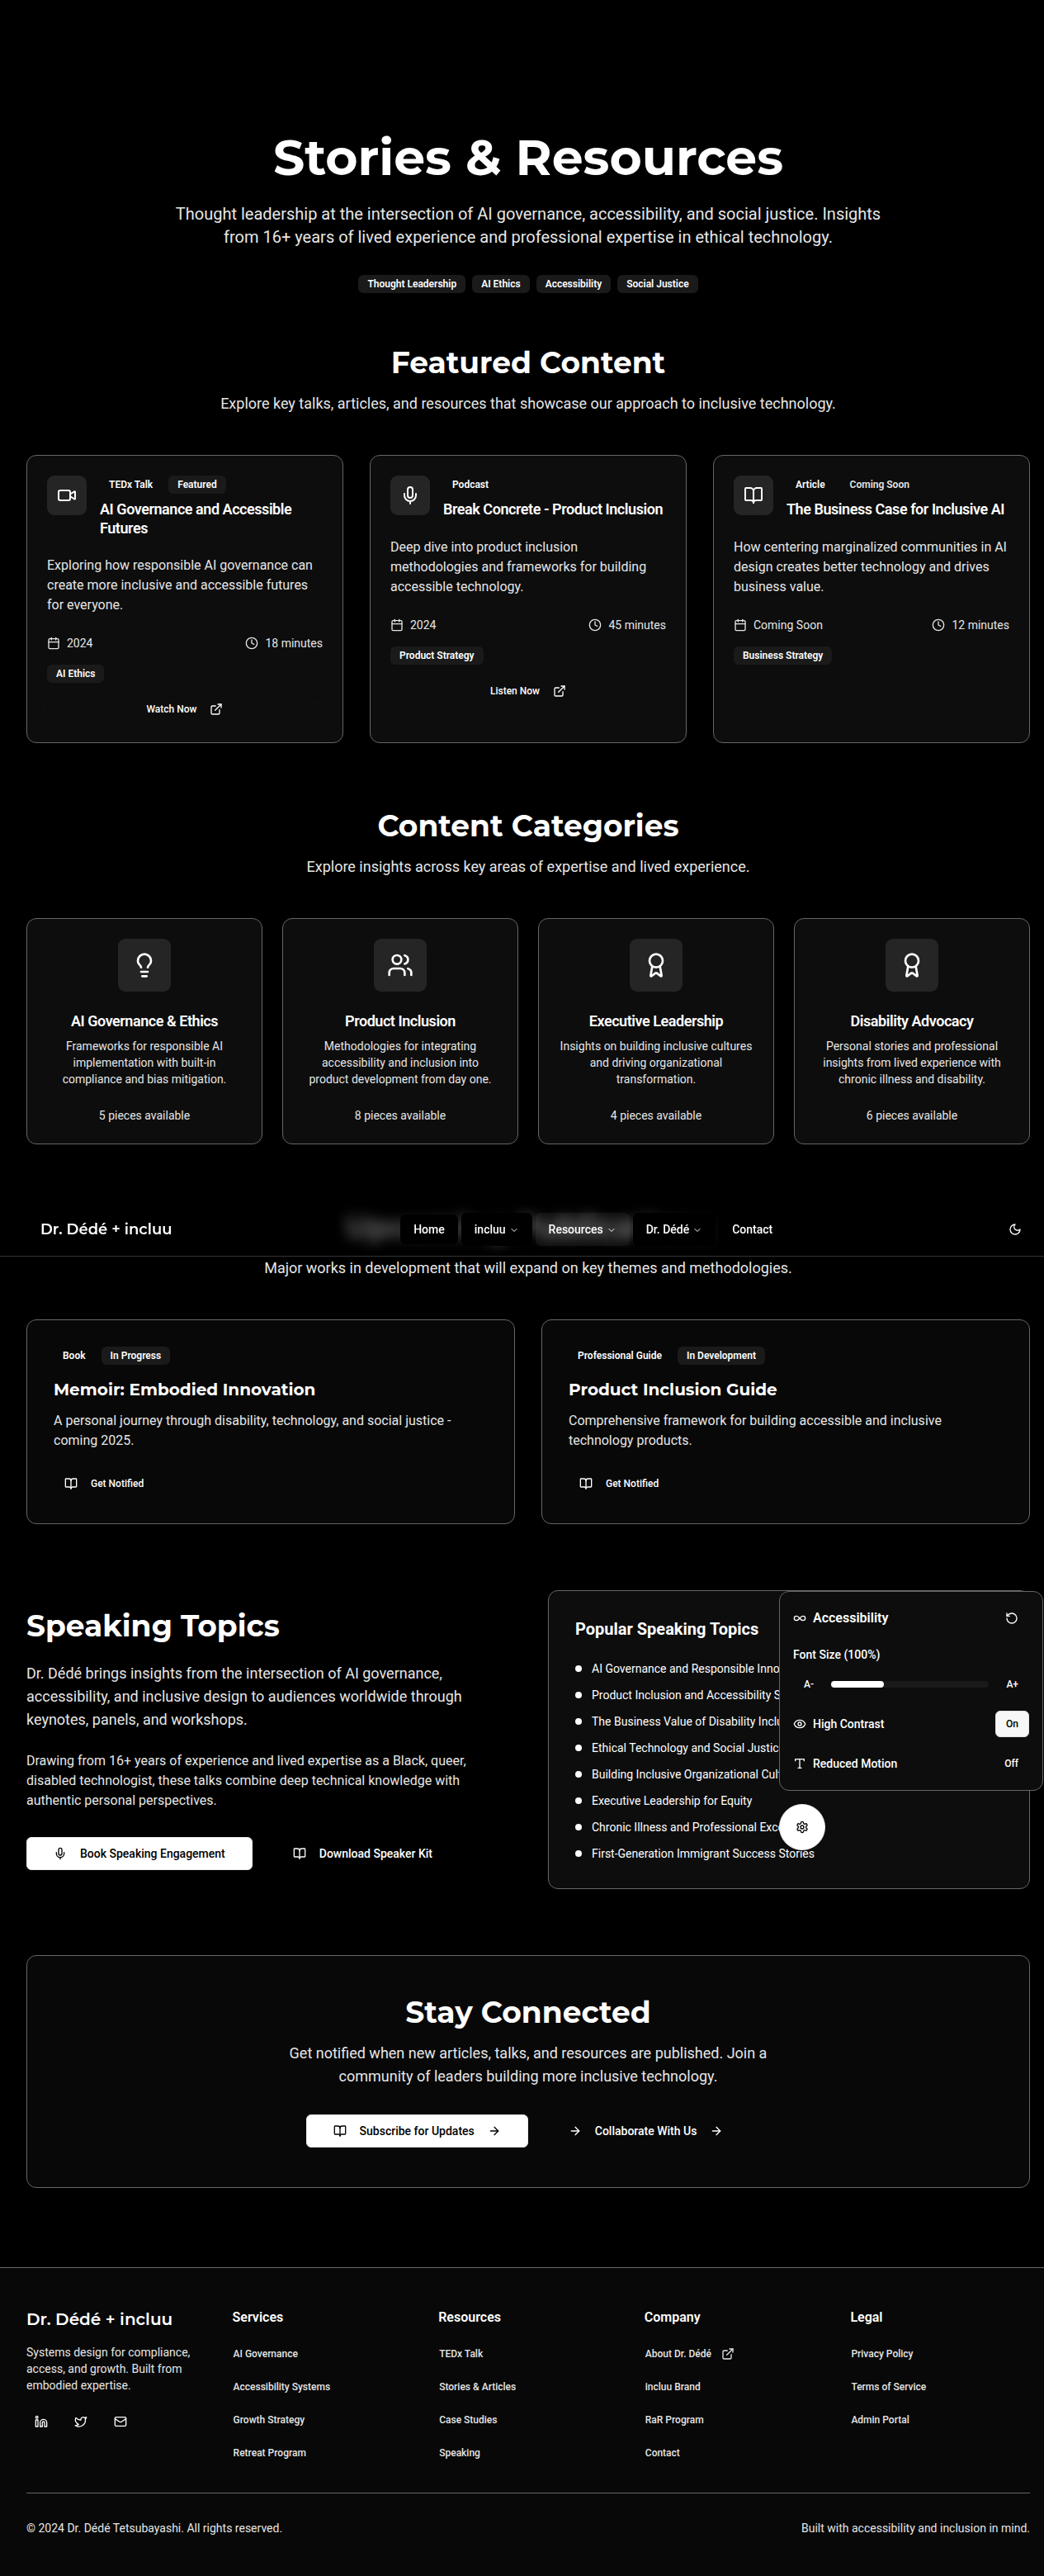 Stories & Resources
Thought leadership at the intersection of AI governance, accessibility, and social justice. Insights
from 16+ years of lived experience and professional expertise in ethical technology.
Thought Leadership
AI Ethics
Accessibility
Social Justice
Featured Content
Explore key talks, articles, and resources that showcase our approach to inclusive technology.
TEDx Talk
Featured
AI Governance and Accessible
Futures
Exploring how responsible AI governance can
create more inclusive and accessible futures
for everyone.
2024
18 minutes
AI Ethics
Watch Now
Podcast
Break Concrete - Product Inclusion
Deep dive into product inclusion
methodologies and frameworks for building
accessible technology.
2024
45 minutes
Product Strategy
Listen Now
Article
Coming Soon
The Business Case for Inclusive AI
How centering marginalized communities in AI
design creates better technology and drives
business value.
Coming Soon
12 minutes
Business Strategy
Content Categories
Explore insights across key areas of expertise and lived experience.
AI Governance & Ethics
Frameworks for responsible AI
implementation with built-in
compliance and bias mitigation.
5 pieces available
Product Inclusion
Methodologies for integrating
accessibility and inclusion into
product development from day one.
8 pieces available
Executive Leadership
Insights on building inclusive cultures
and driving organizational
transformation.
4 pieces available
Disability Advocacy
Personal stories and professional
insights from lived experience with
chronic illness and disability.
6 pieces available
Dr. Dédé + incluu
Home
incluu
Resources
Dr. Dédé
Contact
Major works in development that will expand on key themes and methodologies.
Book
In Progress
Memoir: Embodied Innovation
A personal journey through disability, technology, and social justice -
coming 2025.
Get Notified
Professional Guide
In Development
Product Inclusion Guide
Comprehensive framework for building accessible and inclusive
technology products.
Get Notified
Speaking Topics
Dr. Dédé brings insights from the intersection of AI governance,
accessibility, and inclusive design to audiences worldwide through
keynotes, panels, and workshops.
Drawing from 16+ years of experience and lived expertise as a Black, queer,
disabled technologist, these talks combine deep technical knowledge with
authentic personal perspectives.
Book Speaking Engagement
Download Speaker Kit
Popular Speaking Topics
AI Governance and Responsible
Product Inclusion and Accessibility
The Business Value of Disability
Ethical Technology and Social
Building Inclusive Organizational
Executive Leadership for Equity
Chronic Illness and Professional
First-Generation Immigrant Success Stories
Accessibility
Font Size (100%)
A-
A+
High Contrast
On
Reduced Motion
Off
Stay Connected
Get notified when new articles, talks, and resources are published. Join a
community of leaders building more inclusive technology.
Subscribe for Updates
Collaborate With Us
Dr. Dédé + incluu
Systems design for compliance,
access, and growth. Built from
embodied expertise.
Services
AI Governance
Accessibility Systems
Growth Strategy
Retreat Program
Resources
TEDx Talk
Stories & Articles
Case Studies
Speaking
Company
About Dr. Dédé
incluu Brand
RaR Program
Contact
Legal
Privacy Policy
Terms of Service
Admin Portal
© 2024 Dr. Dédé Tetsubayashi. All rights reserved.
Built with accessibility and inclusion in mind.